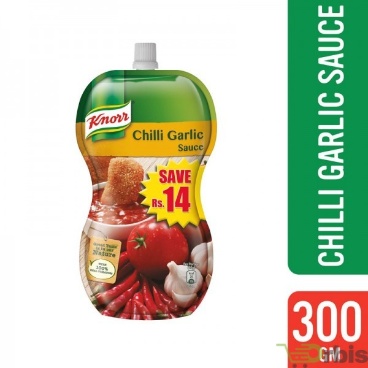 Knorr
Chilli Garlic
Sauce
SAVE
Rs. 14
CHILLI GARLIC SAUCE
300
GM